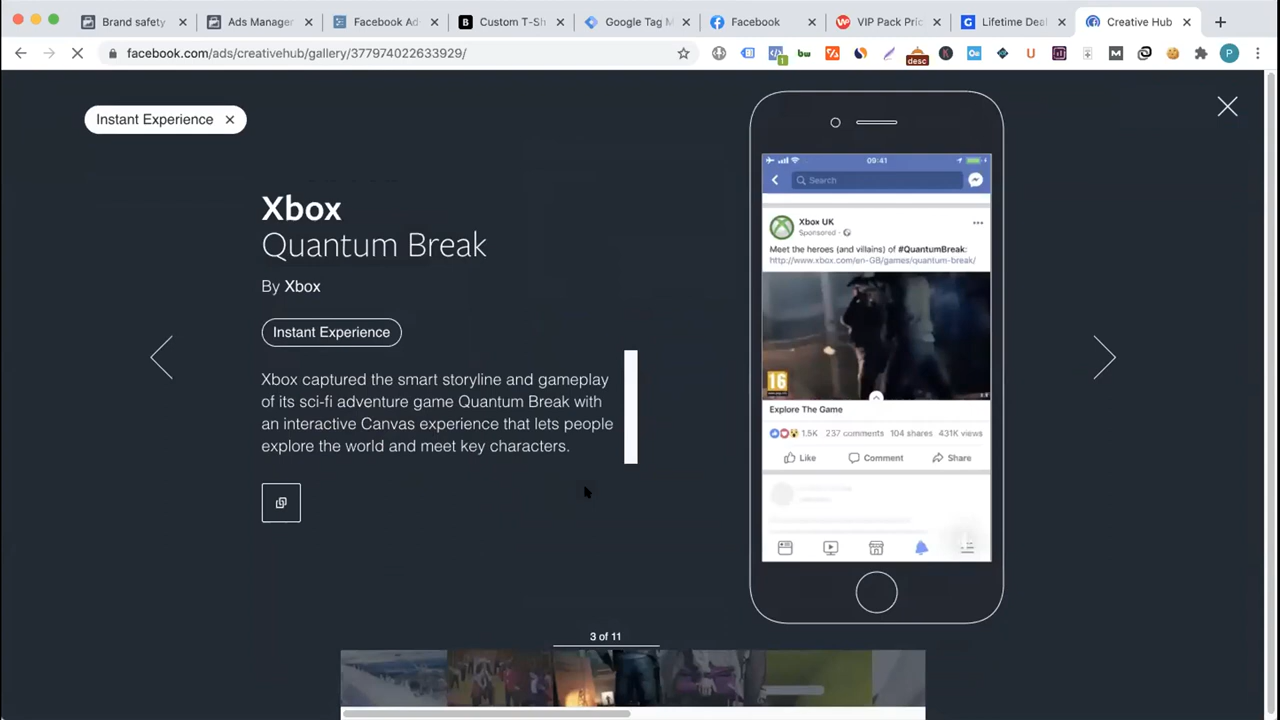 Brand safety
Ads Manager
Facebook Ad
Custom T-Sh
Google Tag M
Facebook
VIP Pack Pric
Lifetime Deal
Creative Hub
facebook.com/ads/creativehub/gallery/377974022633929/
desc
Instant Experience
Xbox
Quantum Break
By Xbox
Instant Experience
Xbox captured the smart storyline and gameplay
of its sci-fi adventure game Quantum Break with
an interactive Canvas experience that lets people
explore the world and meet key characters.
09:41
Search
Xbox UK
Sponsored
Meet the heroes (and villains) of #QuantumBreak:
http://www.xbox.com/en-GB/games/quantum-break/
16
Explore The Game
1.5K 237 comments 104 shares 431K views
Like Comment Share
3 of 11